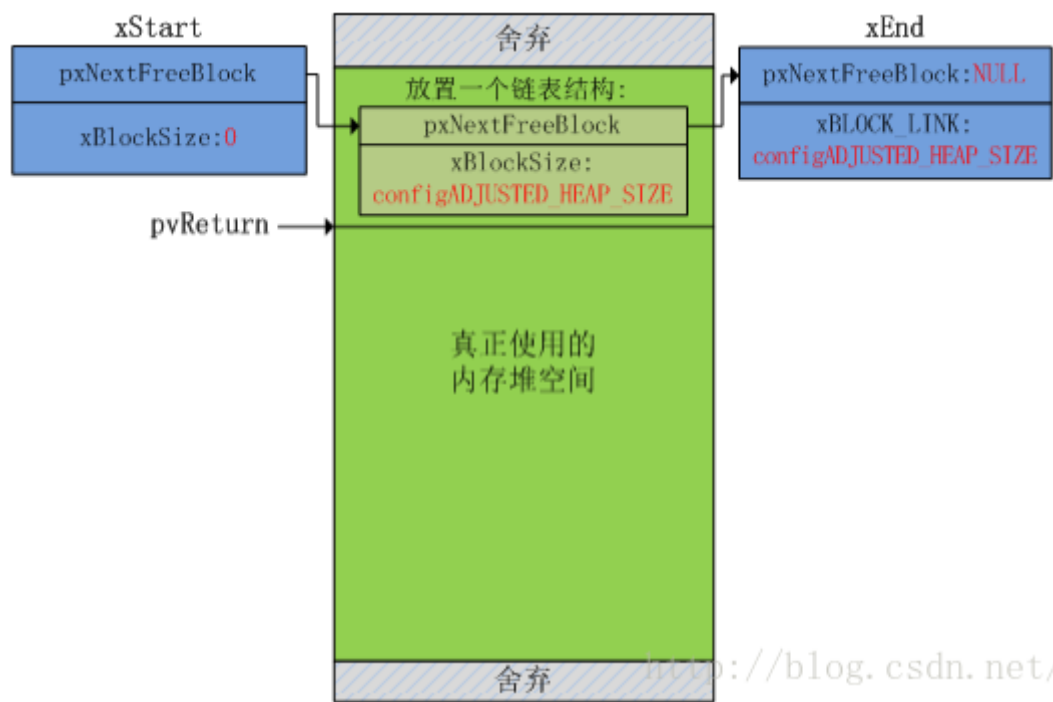 xStart
pxNextFreeBlock
xBlockSize:0
舍弃
放置一个链表结构:
pxNextFreeBlock
xBlockSize:
configADJUSTED_HEAP_SIZE
xEnd
pxNextFreeBlock:NULL
xBLOCK_LINK:
configADJUSTED_HEAP_SIZE
pvReturn
真正使用的
内存堆空间
舍弃
http://blog.csdn.net/